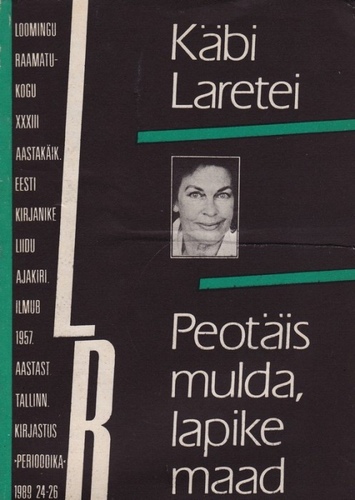 Käbi
Laretei
Peotäis
mulda,
lapike
maad
LOOMINGU
RAAMATU-
KOGU
XXXIII
AASTAKÄIK.
EESTI
KIRJANIKE
LIIDU
AJAKIRI.
ILMUB
1957.
AASTAST
TALLINN.
KIRJASTUS
•PERIOODIKA•
1989 24-26
LR